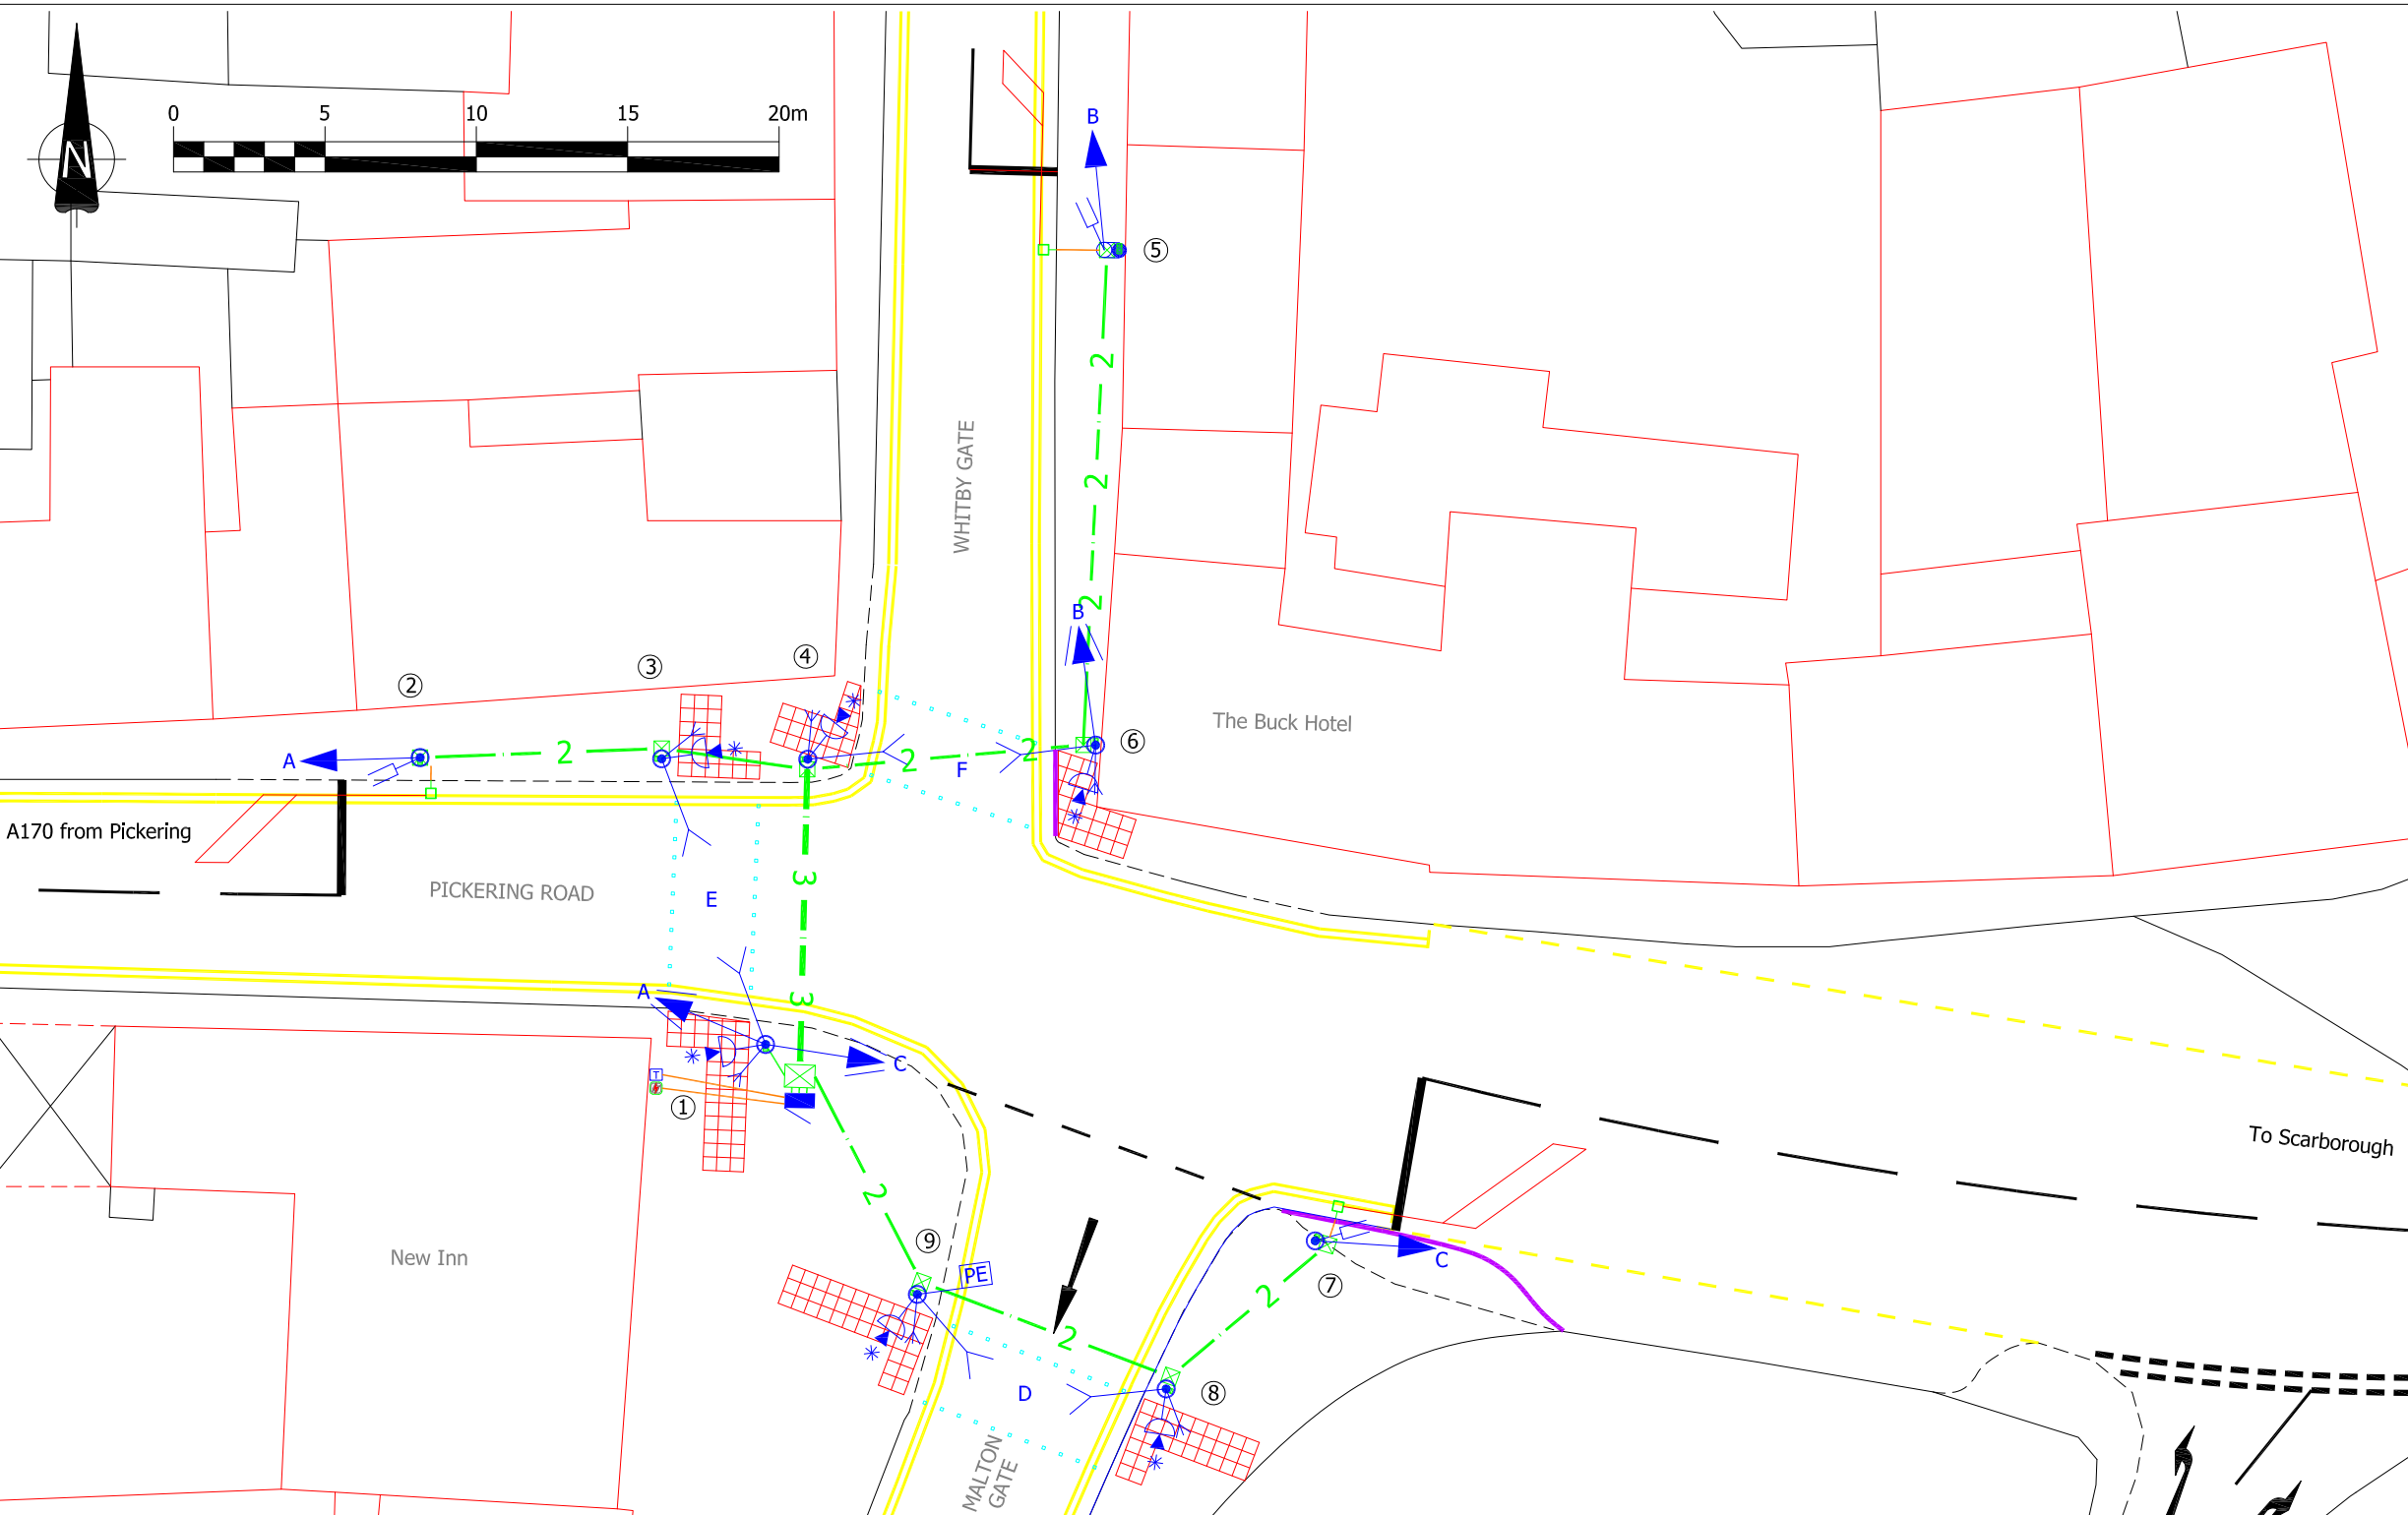 0 5 10 15 20m
N
B
⑤
2
2
WHITBY GATE
2
B
④
③
②
The Buck Hotel
⑥
A
2
2
F
2
A170 from Pickering
3
PICKERING ROAD
E
A
3
C
T
①
To Scarborough
2
New Inn
⑨
PE
C
⑦
2
2
D
⑧
MALTON
GATE